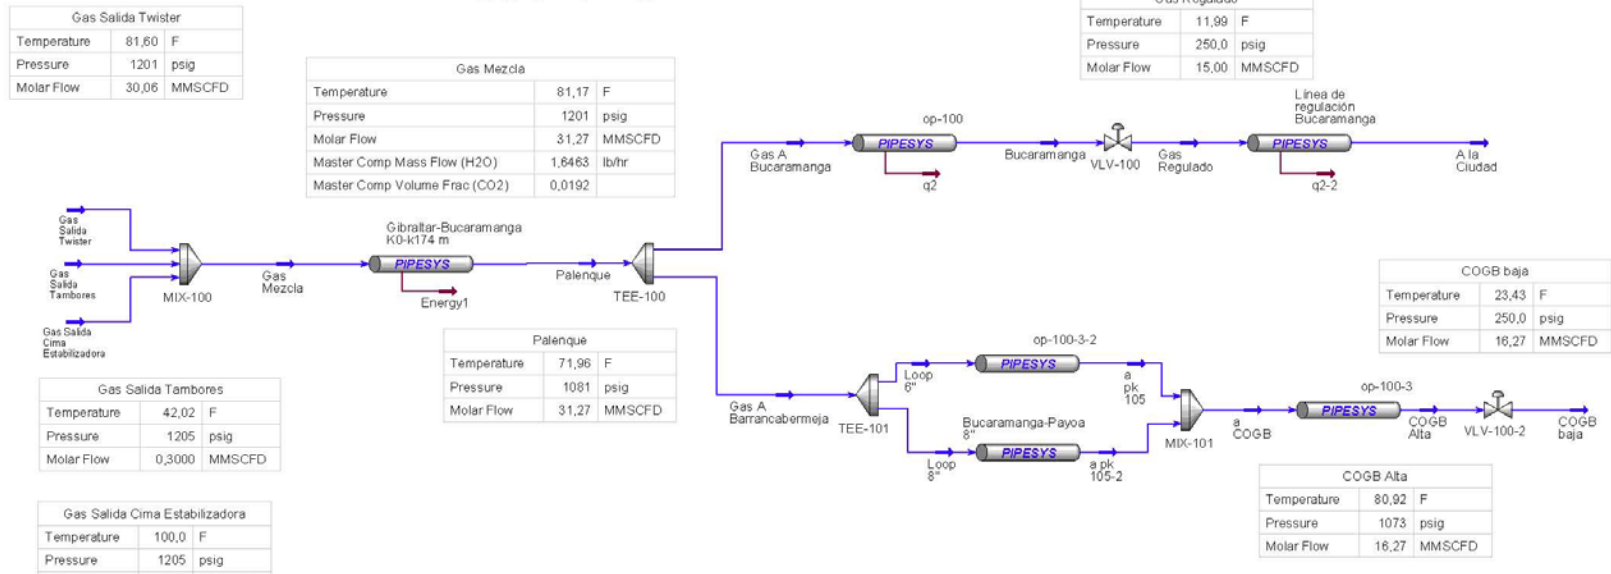 Gas Salida Twister
Temperature 81,60 F
Pressure 1201 psig
Molar Flow 30,06 MMSCFD
Gas Mezcla
Temperature 81,17 F
Pressure 1201 psig
Molar Flow 31,27 MMSCFD
Master Comp Mass Flow (H2O) 1,6463 lb/hr
Master Comp Volume Frac (CO2) 0,0192
Gas Regulado
Temperature 11,99 F
Pressure 250,0 psig
Molar Flow 15,00 MMSCFD
op-100
PIPESYS
Gas A
Bucaramanga
q2
Bucaramanga
VLV-100
Gas
Regulado
Línea de
regulación
Bucaramanga
PIPESYS
q2-2
A la
Ciudad
Gas
Salida
Twister
Gas
Salida
Tambores
Gas Salida
Cima
Estabilizadora
MIX-100
Gas
Mezcla
Gibraltar-Bucaramanga
K0-k174 m
PIPESYS
Energy1
Palenque
TEE-100
Palenque
Temperature 71,96 F
Pressure 1081 psig
Molar Flow 31,27 MMSCFD
COGB baja
Temperature 23,43 F
Pressure 250,0 psig
Molar Flow 16,27 MMSCFD
Gas A
Barrancabermeja
TEE-101
Loop
6"
op-100-3-2
PIPESYS
a
pk
105
Loop
8"
Bucaramanga-Payoa
8"
PIPESYS
a pk
105-2
MIX-101
a
COGB
op-100-3
PIPESYS
COGB
Alta
VLV-100-2
COGB
baja
Gas Salida Tambores
Temperature 42,02 F
Pressure 1205 psig
Molar Flow 0,3000 MMSCFD
COGB Alta
Temperature 80,92 F
Pressure 1073 psig
Molar Flow 16,27 MMSCFD
Gas Salida Cima Estabilizadora
Temperature 100,0 F
Pressure 1205 psig